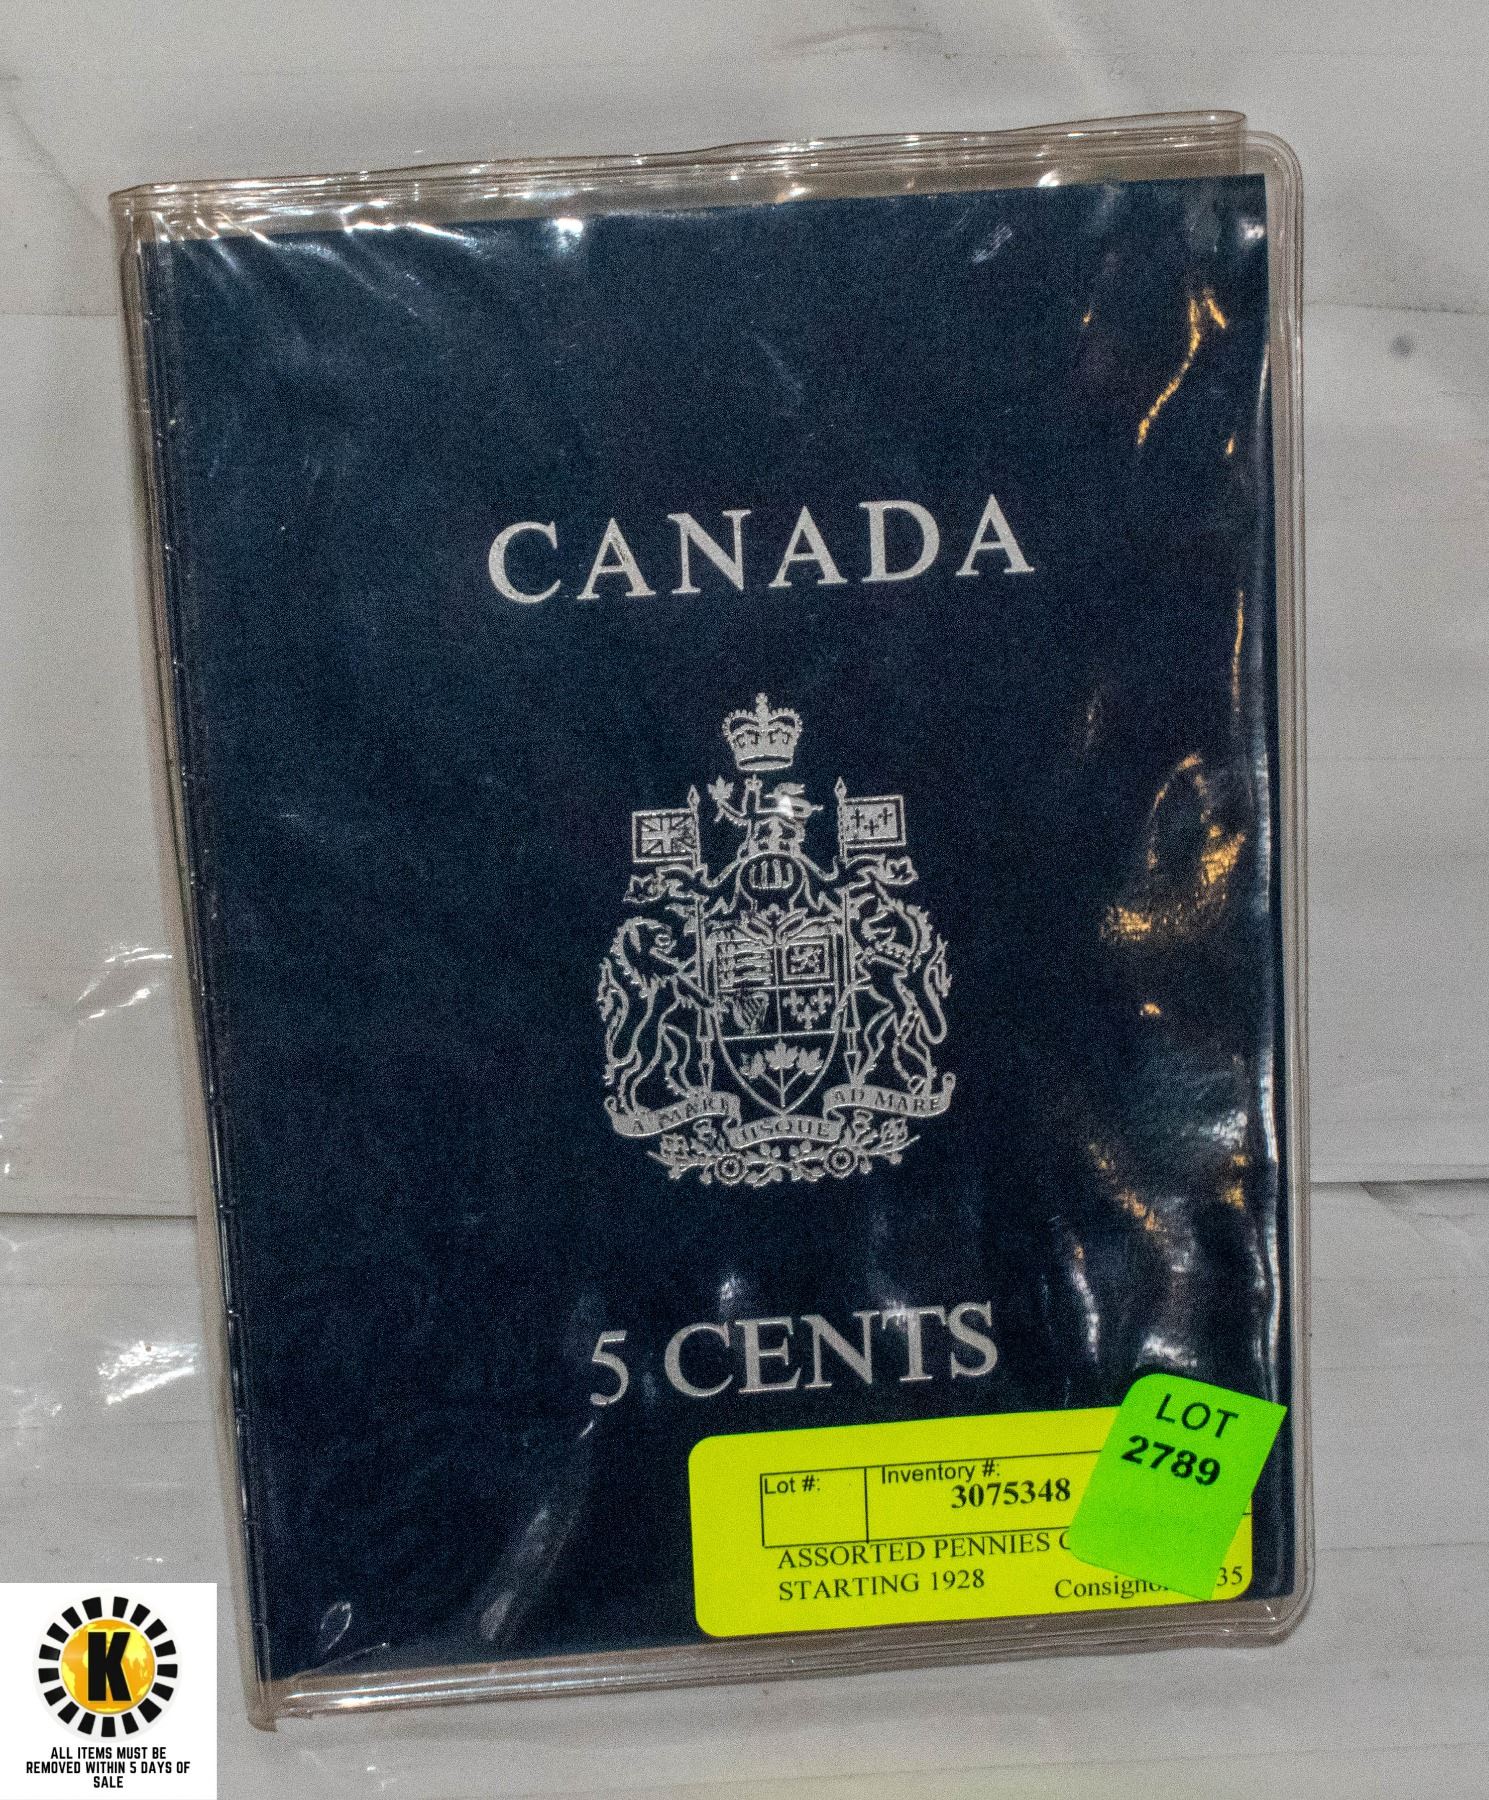 CANADA
A MARI USQUE AD MARE
5 CENTS
LOT
2789
Lot #:
Inventory #:
3075348
ASSORTED PENNIES
STARTING 1928
35
K
ALL ITEMS MUST BE
REMOVED WITHIN 5 DAYS OF
SALE